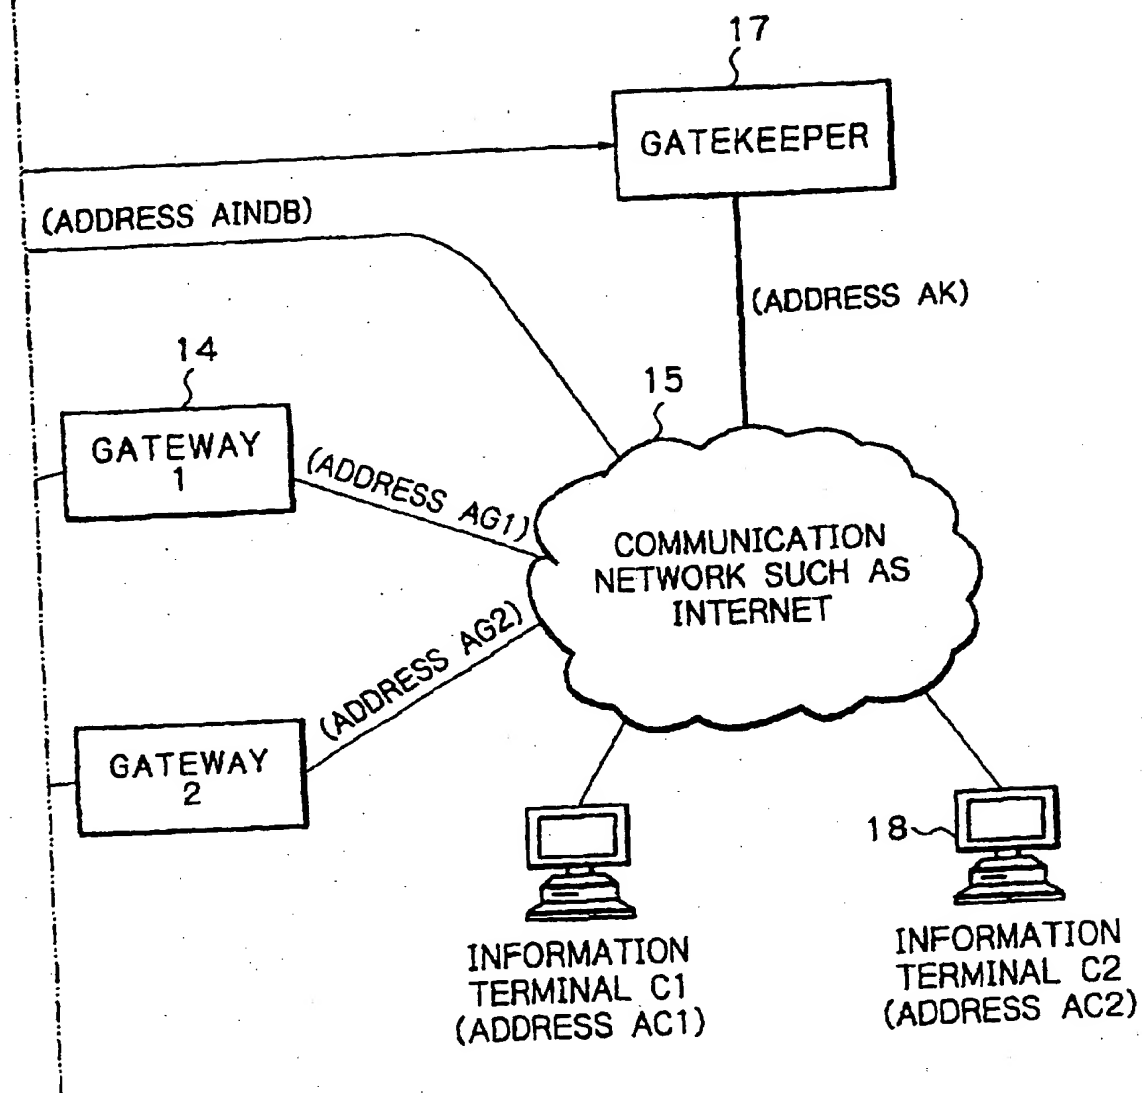 17
GATEKEEPER
(ADDRESS AINDB)
(ADDRESS AK)
14
15
GATEWAY
1
(ADDRESS AG1)
COMMUNICATION
NETWORK SUCH AS
INTERNET
(ADDRESS AG2)
GATEWAY
2
18
INFORMATION
TERMINAL C1
(ADDRESS AC1)
INFORMATION
TERMINAL C2
(ADDRESS AC2)